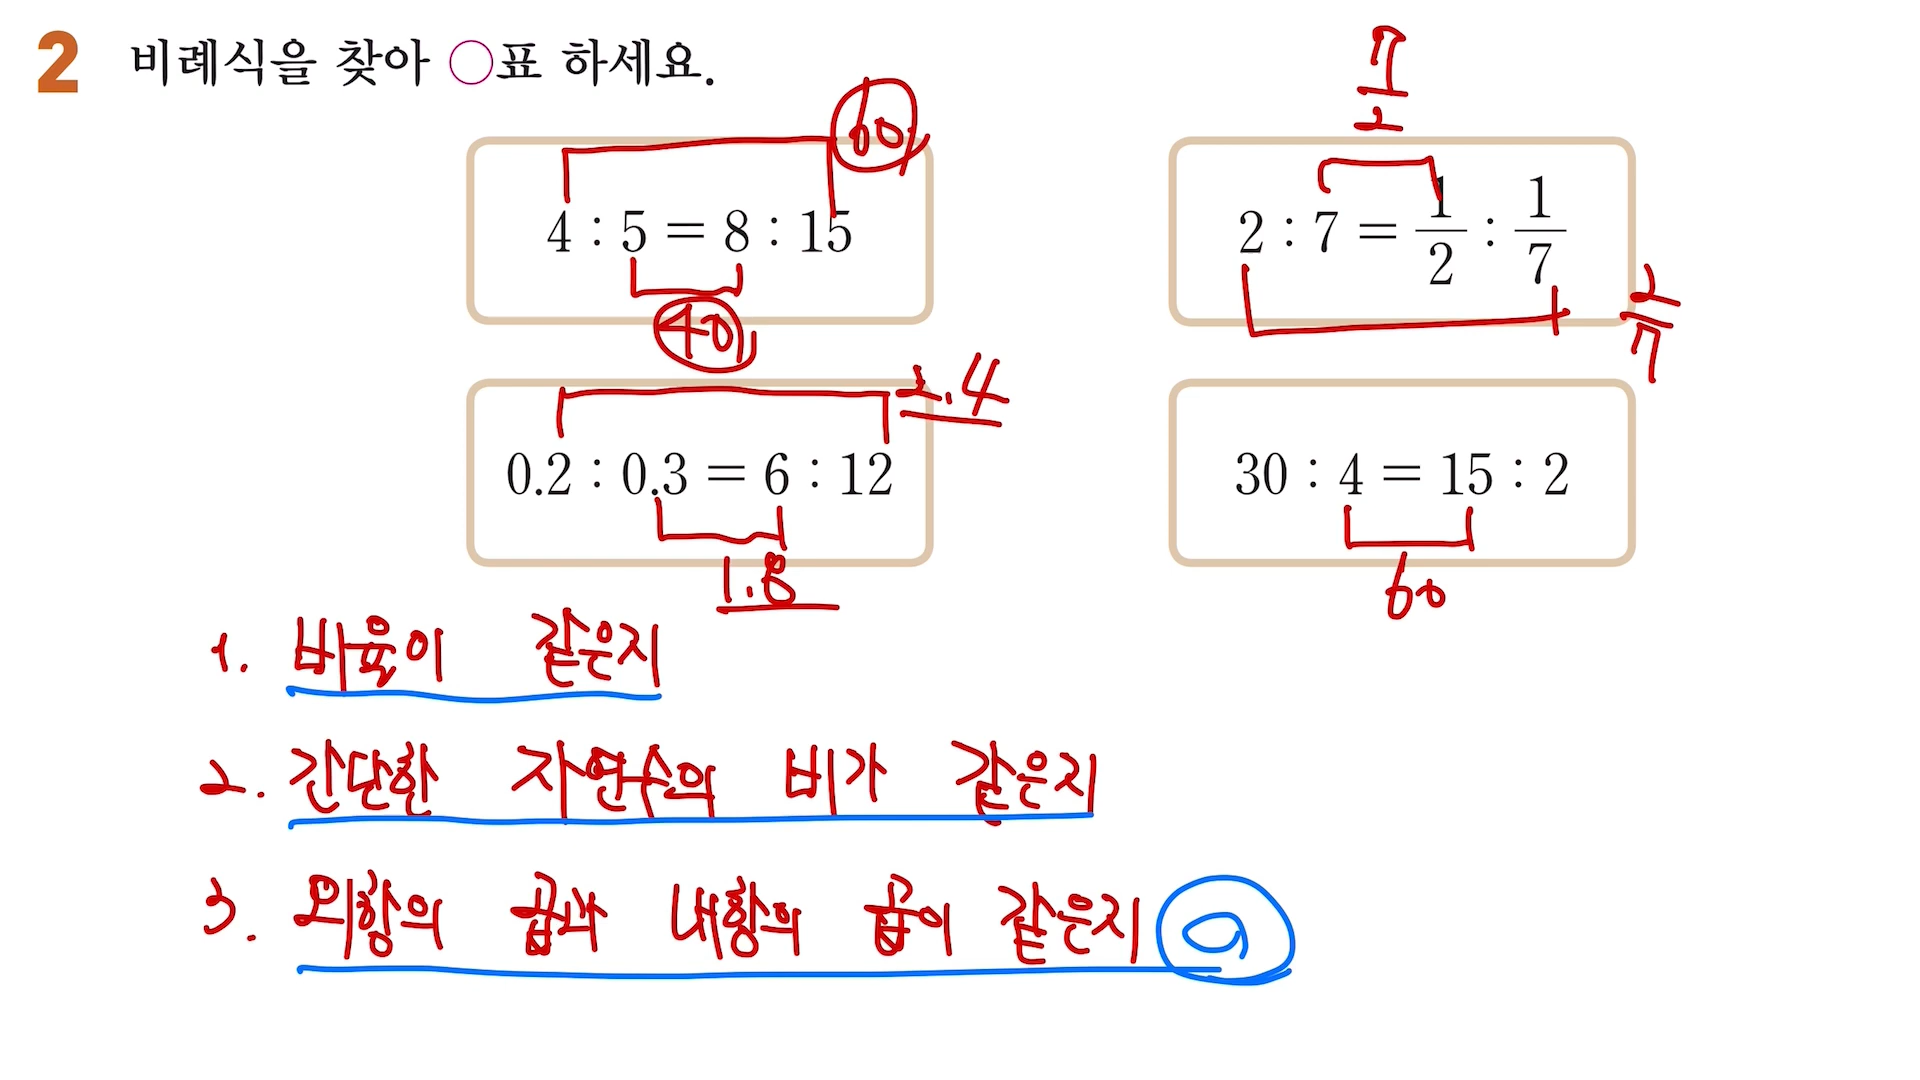 2 비례식을 찾아 ○표 하세요.
7/2
60
4 : 5 = 8 : 15
40
2 : 7 = 1/2 : 1/7
2/7
2.4
0.2 : 0.3 = 6 : 12
1.8
30 : 4 = 15 : 2
60
1. 비율이 같은지
2. 간단한 자연수의 비가 같은지
3. 외항의 곱과 내항의 곱이 같은지